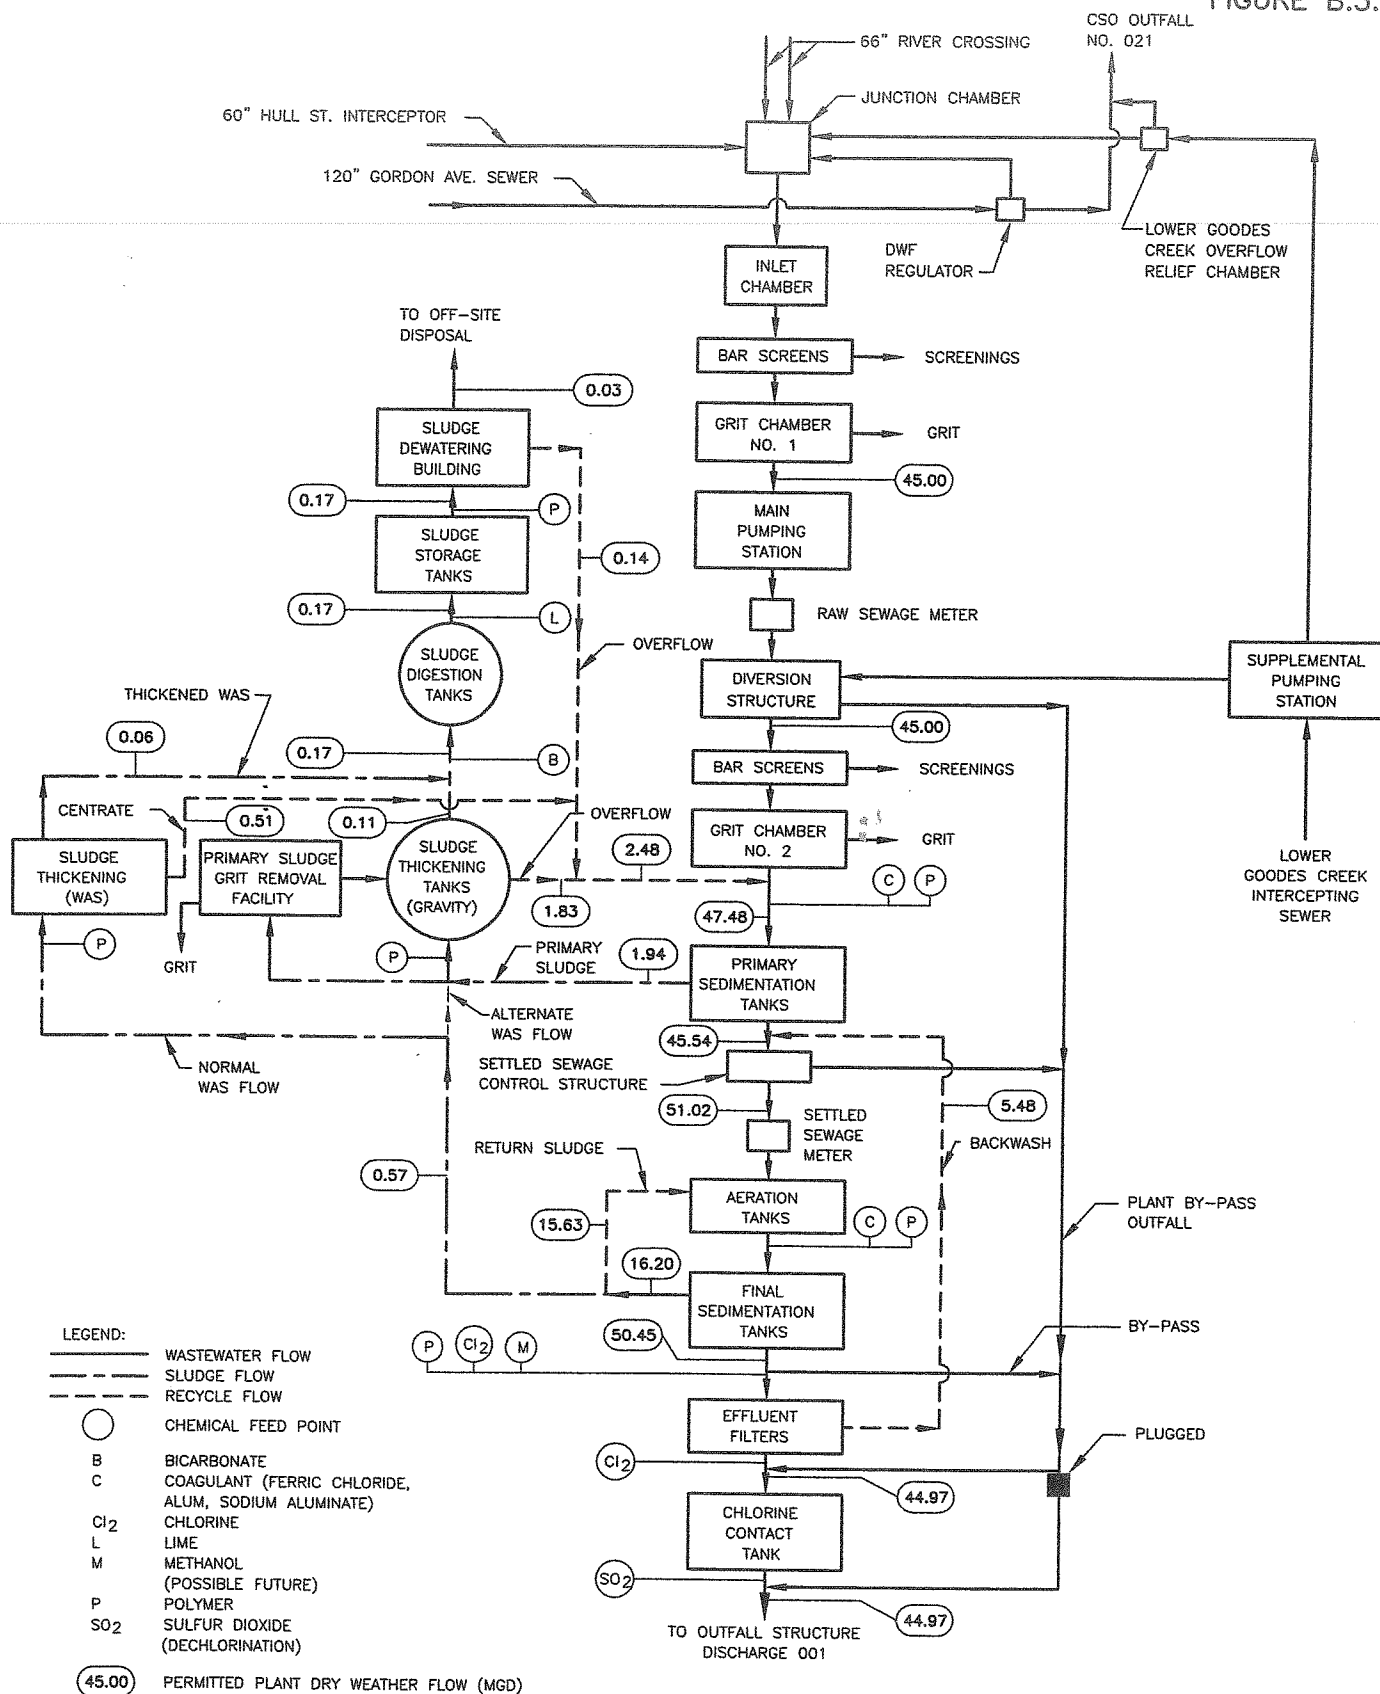 FIGURE B.3.
CSO OUTFALL
NO. 021
66" RIVER CROSSING
JUNCTION CHAMBER
60" HULL ST. INTERCEPTOR
120" GORDON AVE. SEWER
DWF
REGULATOR
LOWER GOODES
CREEK OVERFLOW
RELIEF CHAMBER
INLET
CHAMBER
TO OFF-SITE
DISPOSAL
BAR SCREENS
SCREENINGS
0.03
GRIT CHAMBER
NO. 1
GRIT
SLUDGE
DEWATERING
BUILDING
45.00
0.17
P
MAIN
PUMPING
STATION
SLUDGE
STORAGE
TANKS
0.14
0.17
L
RAW SEWAGE METER
OVERFLOW
SLUDGE
DIGESTION
TANKS
DIVERSION
STRUCTURE
SUPPLEMENTAL
PUMPING
STATION
THICKENED WAS
45.00
0.06
0.17
B
BAR SCREENS
SCREENINGS
CENTRATE
0.51
0.11
OVERFLOW
GRIT CHAMBER
NO. 2
GRIT
SLUDGE
THICKENING
(WAS)
PRIMARY SLUDGE
GRIT REMOVAL
FACILITY
SLUDGE
THICKENING
TANKS
(GRAVITY)
2.48
1.83
C
P
LOWER
GOODES CREEK
INTERCEPTING
SEWER
47.48
P
GRIT
P
PRIMARY
SLUDGE
1.94
PRIMARY
SEDIMENTATION
TANKS
ALTERNATE
WAS FLOW
45.54
NORMAL
WAS FLOW
SETTLED SEWAGE
CONTROL STRUCTURE
51.02
SETTLED
SEWAGE
METER
5.48
BACKWASH
RETURN SLUDGE
0.57
AERATION
TANKS
PLANT BY-PASS
OUTFALL
15.63
C
P
16.20
FINAL
SEDIMENTATION
TANKS
50.45
BY-PASS
P
Cl2
M
EFFLUENT
FILTERS
PLUGGED
Cl2
44.97
CHLORINE
CONTACT
TANK
SO2
44.97
TO OUTFALL STRUCTURE
DISCHARGE 001
LEGEND:
WASTEWATER FLOW
SLUDGE FLOW
RECYCLE FLOW
CHEMICAL FEED POINT
B BICARBONATE
C COAGULANT (FERRIC CHLORIDE,
ALUM, SODIUM ALUMINATE)
Cl2 CHLORINE
L LIME
M METHANOL
(POSSIBLE FUTURE)
P POLYMER
SO2 SULFUR DIOXIDE
(DECHLORINATION)
45.00 PERMITTED PLANT DRY WEATHER FLOW (MGD)